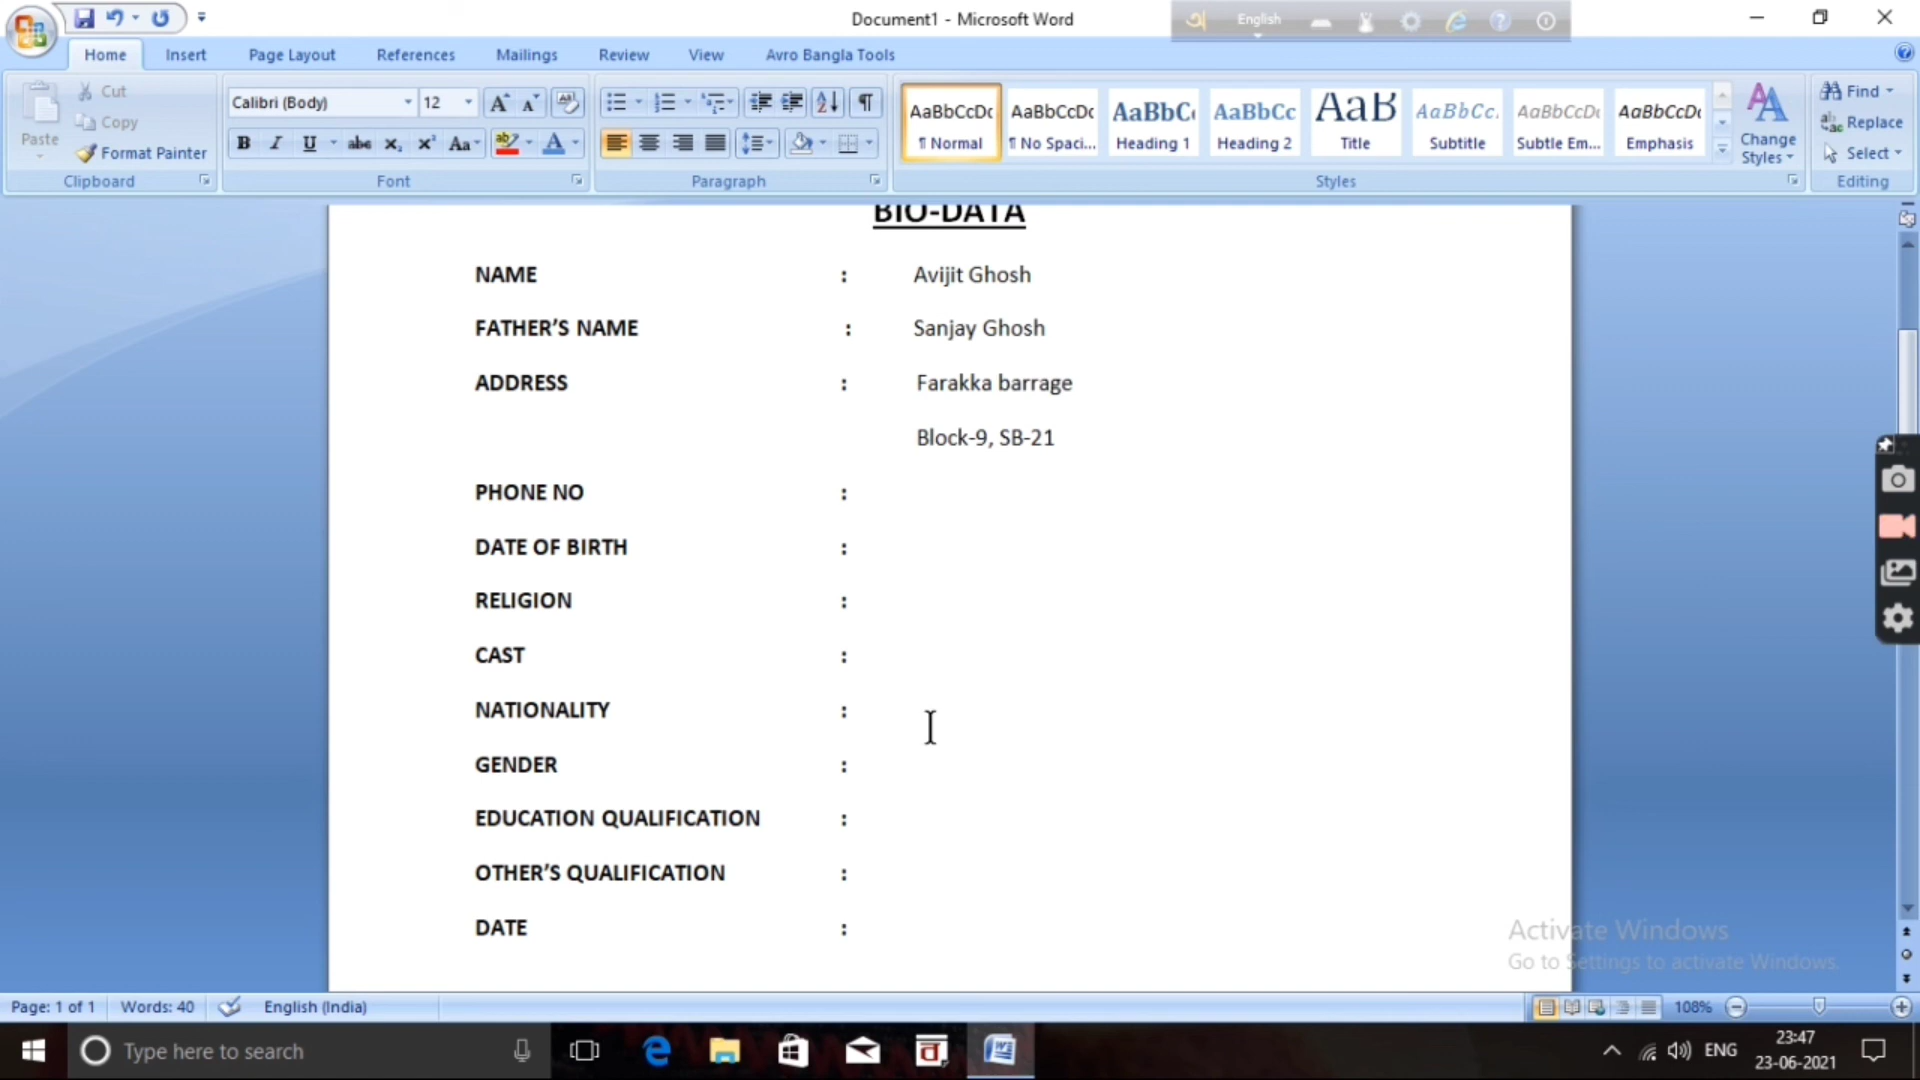 Document1 - Microsoft Word
English
Home Insert Page Layout References Mailings Review View Avro Bangla Tools
Paste
Cut
Copy
Format Painter
Clipboard
Calibri (Body) 12
Font
Paragraph
AaBbCcDc AaBbCcDc AaBbC AaBbCc AaB AaBbCc. AaBbCcDc AaBbCcDc
¶ Normal ¶ No Spaci... Heading 1 Heading 2 Title Subtitle Subtle Em... Emphasis
Styles
Change Styles
Find
Replace
Select
Editing
BIO-DATA
NAME : Avijit Ghosh
FATHER’S NAME : Sanjay Ghosh
ADDRESS : Farakka barrage
Block-9, SB-21
PHONE NO :
DATE OF BIRTH :
RELIGION :
CAST :
NATIONALITY :
GENDER :
EDUCATION QUALIFICATION :
OTHER’S QUALIFICATION :
DATE :
Activate Windows
Go to Settings to activate Windows.
Page: 1 of 1 Words: 40 English (India) 108%
Type here to search
ENG
23:47
23-06-2021